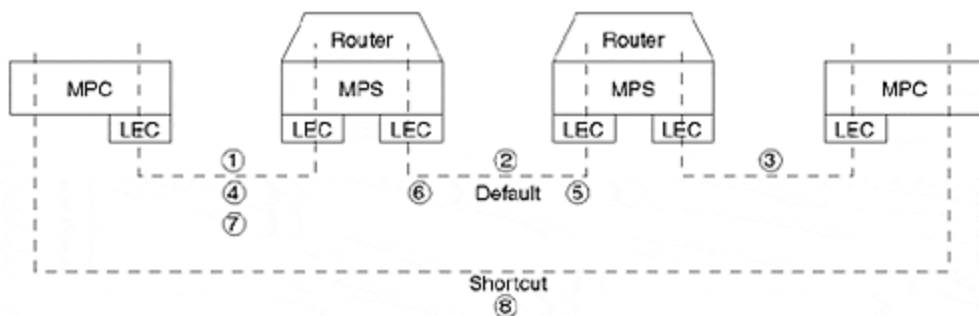 Router Router
MPC MPS MPS MPC
LEC LEC LEC LEC LEC LEC
① ② ③
④ ⑥ Default ⑤
⑦
Shortcut
⑧